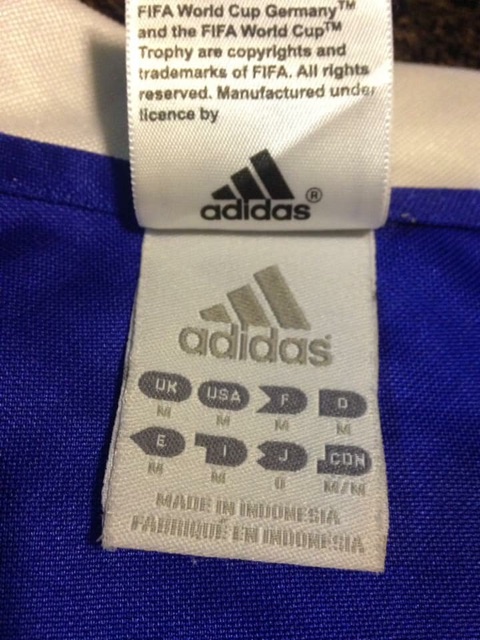 FIFA World Cup Germany™
and the FIFA World Cup™
Trophy are copyrights and
trademarks of FIFA. All rights
reserved. Manufactured under
licence by
adidas®
adidas
UK USA F D
M M M M
E I J CDN
M M O M/M
MADE IN INDONESIA
FABRIQUÉ EN INDONESIA